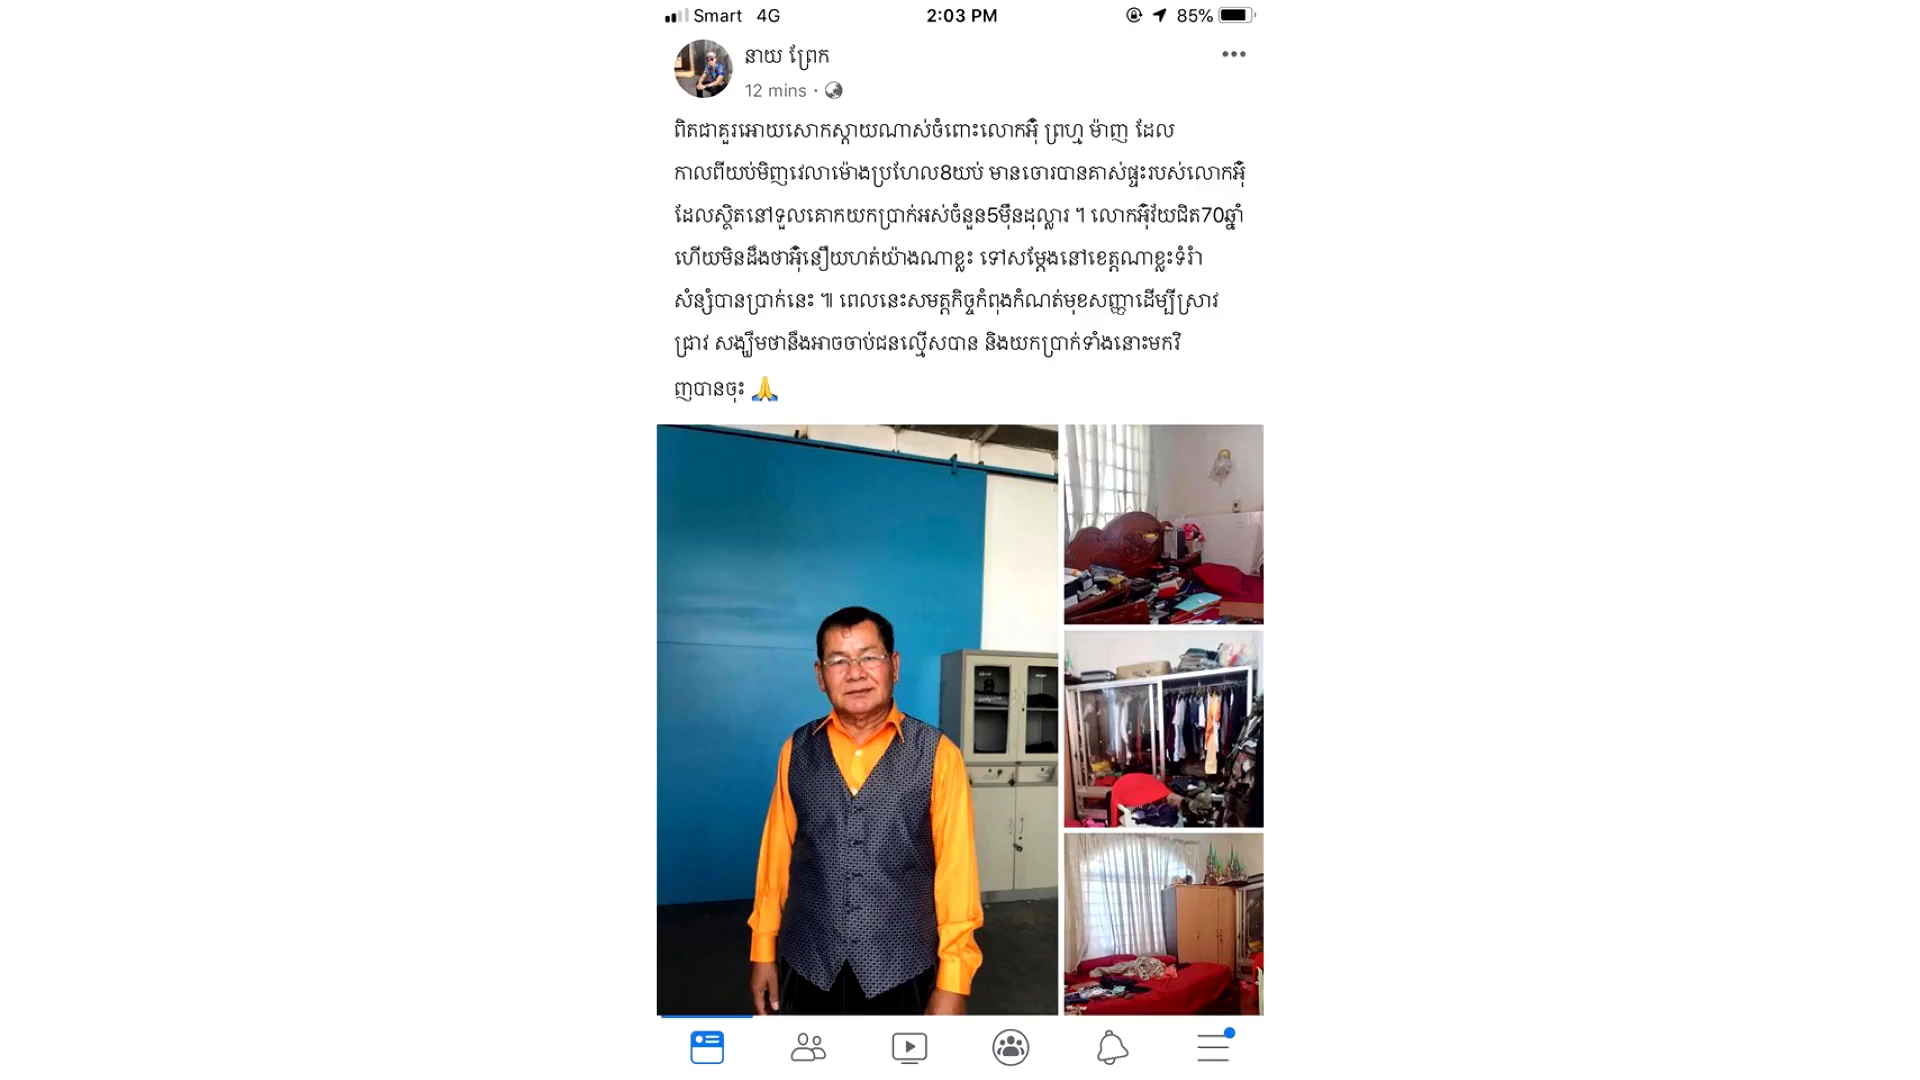 Smart 4G 2:03 PM 85%
នាយ ព្រែក
12 mins ·
ពិតជាគួរអោយសោកស្ដាយណាស់ចំពោះលោកអ៊ុំ ព្រហ្ម ម៉ាញ ដែល
កាលពីយប់មិញវេលាម៉ោងប្រហែល8យប់ មានចោរបានគាស់ផ្ទះរបស់លោកអ៊ុំ
ដែលស្ថិតនៅទួលគោកយកប្រាក់អស់ចំនួន5ម៉ឺនដុល្លារ ។ លោកអ៊ុំវ័យជិត70ឆ្នាំ
ហើយមិនដឹងថាអ៊ុំនឿយហត់យ៉ាងណាខ្លះ ទៅសម្ដែងនៅខេត្តណាខ្លះទំរំា
សំន្សំបានប្រាក់នេះ ៕ ពេលនេះសមត្តកិច្ចកំពុងកំណត់មុខសញ្ញាដើម្បីស្រាវ
ជ្រាវ សង្ឃឹមថានឹងអាចចាប់ជនល្មើសបាន និងយកប្រាក់ទាំងនោះមកវិ
ញបានចុះ 🙏